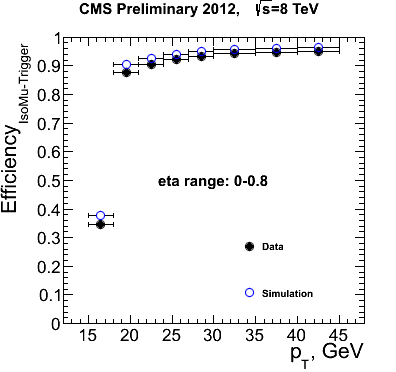 CMS Preliminary 2012, √s=8 TeV
Efficiency_IsoMu-Trigger
1
0.9
0.8
0.7
0.6
0.5
0.4
0.3
0.2
0.1
0
eta range: 0-0.8
Data
Simulation
15 20 25 30 35 40 45
p_T, GeV